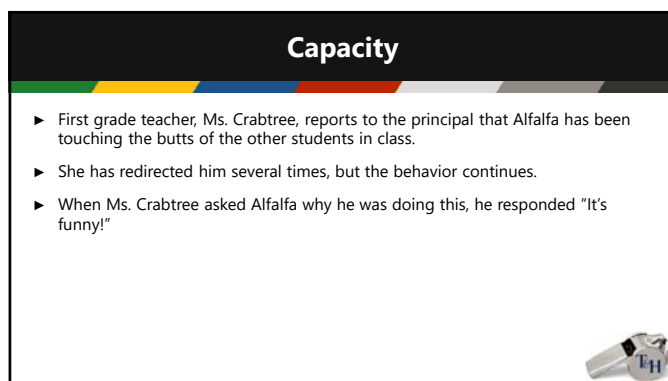 Capacity
► First grade teacher, Ms. Crabtree, reports to the principal that Alfalfa has been
touching the butts of the other students in class.
► She has redirected him several times, but the behavior continues.
► When Ms. Crabtree asked Alfalfa why he was doing this, he responded “It’s
funny!”
T&H